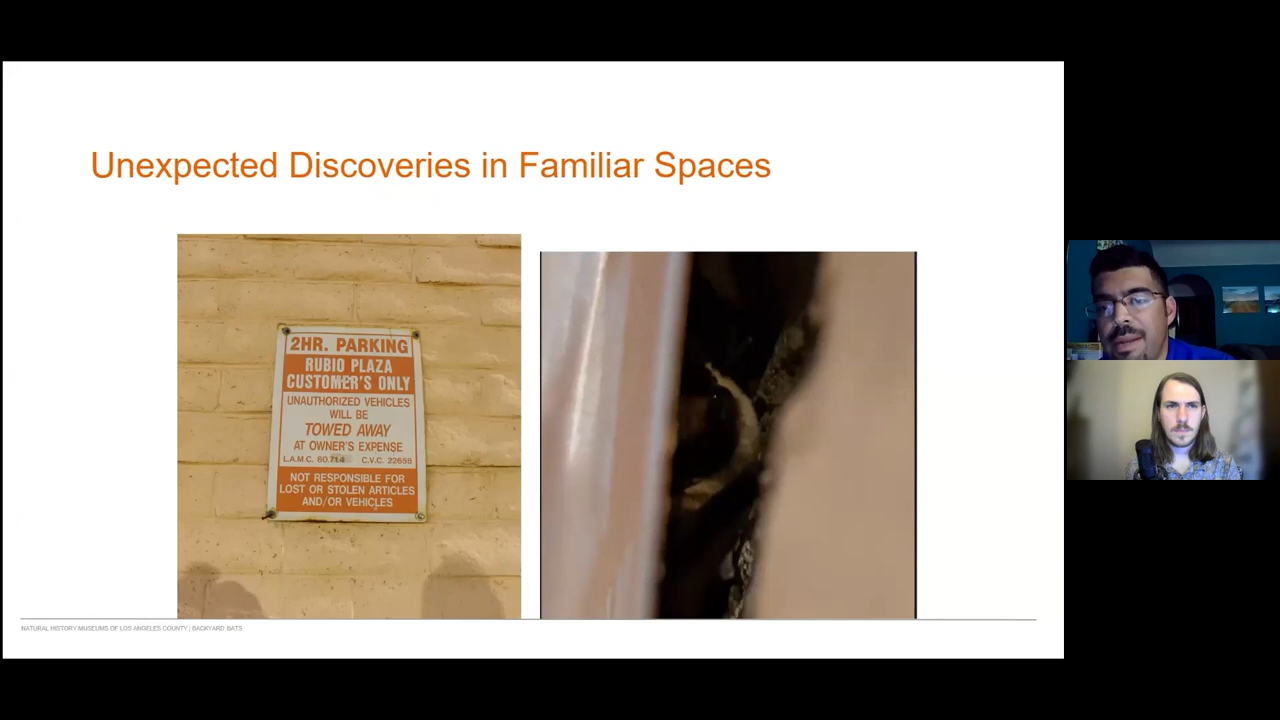 Unexpected Discoveries in Familiar Spaces
2HR. PARKING
RUBIO PLAZA
CUSTOMER'S ONLY
UNAUTHORIZED VEHICLES
WILL BE
TOWED AWAY
AT OWNER'S EXPENSE
L.A.M.C. 80.71.4 C.V.C. 22658
NOT RESPONSIBLE FOR
LOST OR STOLEN ARTICLES
AND/OR VEHICLES
NATURAL HISTORY MUSEUMS OF LOS ANGELES COUNTY | BACKYARD BATS